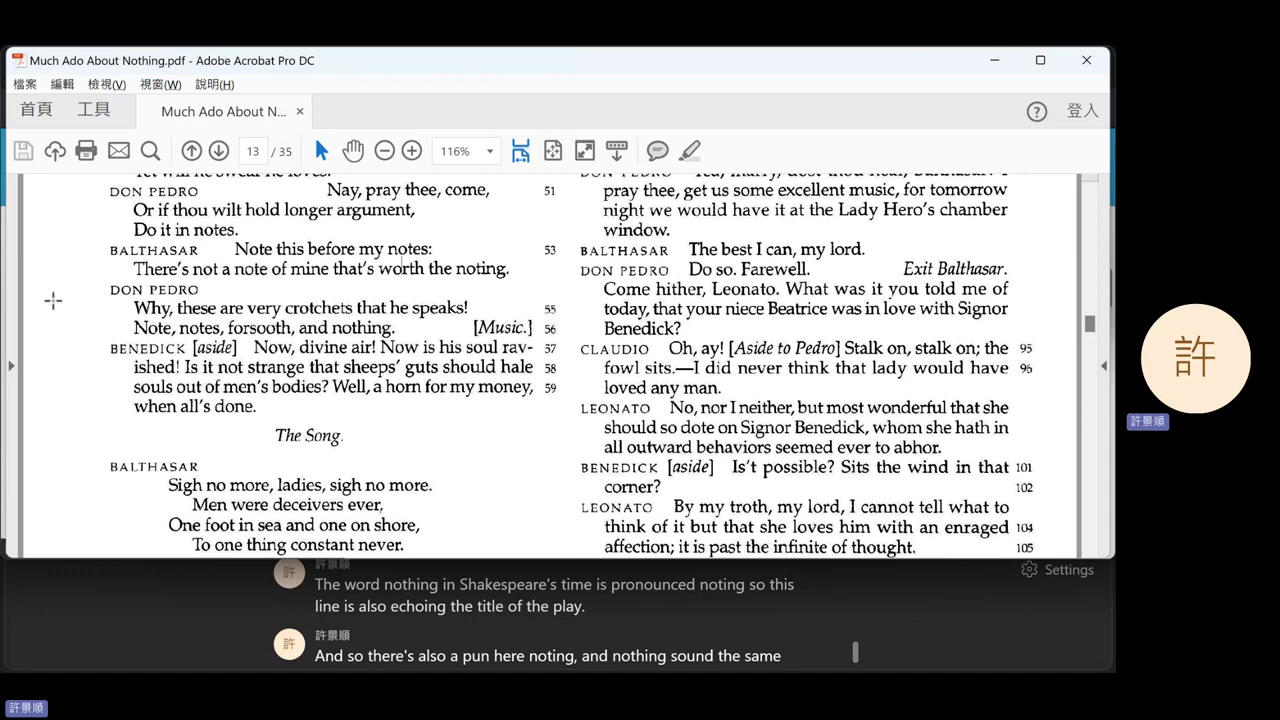 Much Ado About Nothing.pdf - Adobe Acrobat Pro DC
檔案 編輯 檢視(V) 視窗(W) 說明(H)
首頁 工具 Much Ado About N... × 登入
13 / 35 116%
Yet will he swear he loves.
DON PEDRO Nay, pray thee, come, 51
Or if thou wilt hold longer argument,
Do it in notes.
BALTHASAR Note this before my notes: 53
There's not a note of mine that's worth the noting.
DON PEDRO
Why, these are very crotchets that he speaks! 55
Note, notes, forsooth, and nothing. [Music.] 56
BENEDICK [aside] Now, divine air! Now is his soul rav- 57
ished! Is it not strange that sheeps' guts should hale 58
souls out of men's bodies? Well, a horn for my money, 59
when all's done.
The Song.
BALTHASAR
Sigh no more, ladies, sigh no more.
Men were deceivers ever,
One foot in sea and one on shore,
To one thing constant never.
DON PEDRO Yea, marry, dost thou hear, Balthasar? I
pray thee, get us some excellent music, for tomorrow
night we would have it at the Lady Hero's chamber
window.
BALTHASAR The best I can, my lord.
DON PEDRO Do so. Farewell. Exit Balthasar.
Come hither, Leonato. What was it you told me of
today, that your niece Beatrice was in love with Signor
Benedick?
CLAUDIO Oh, ay! [Aside to Pedro] Stalk on, stalk on; the 95
fowl sits.—I did never think that lady would have 96
loved any man.
LEONATO No, nor I neither, but most wonderful that she
should so dote on Signor Benedick, whom she hath in
all outward behaviors seemed ever to abhor.
BENEDICK [aside] Is't possible? Sits the wind in that 101
corner? 102
LEONATO By my troth, my lord, I cannot tell what to
think of it but that she loves him with an enraged 104
affection; it is past the infinite of thought. 105
許
許景順
許 許景順
The word nothing in Shakespeare's time is pronounced noting so this
line is also echoing the title of the play.
許 許景順
And so there's also a pun here noting, and nothing sound the same
Settings
許景順